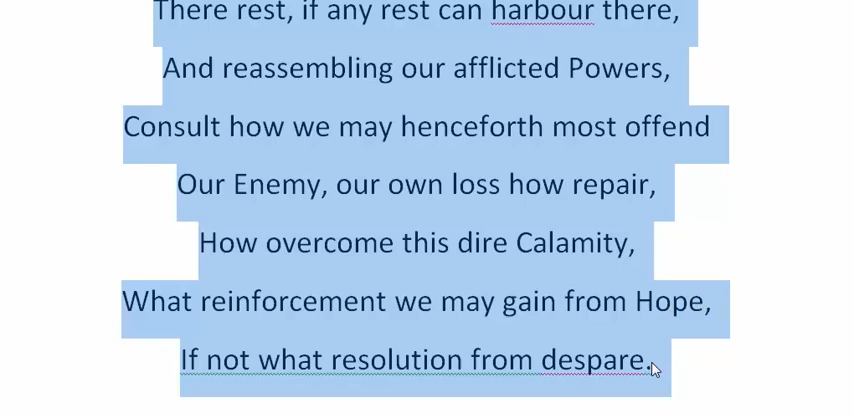 There rest, if any rest can harbour there,
And reassembling our afflicted Powers,
Consult how we may henceforth most offend
Our Enemy, our own loss how repair,
How overcome this dire Calamity,
What reinforcement we may gain from Hope,
If not what resolution from despare.